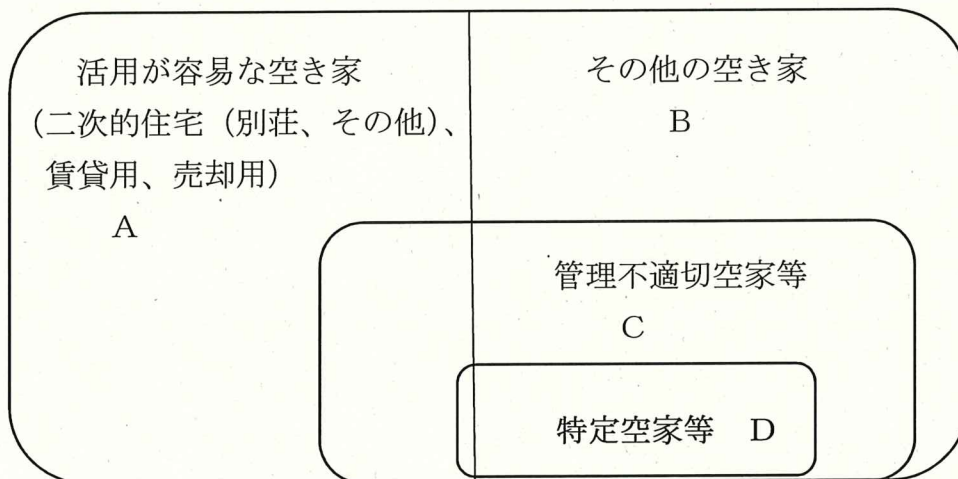 活用が容易な空き家
(二次的住宅(別荘、その他)、
賃貸用、売却用)
A
その他の空き家
B
管理不適切空家等
C
特定空家等 D